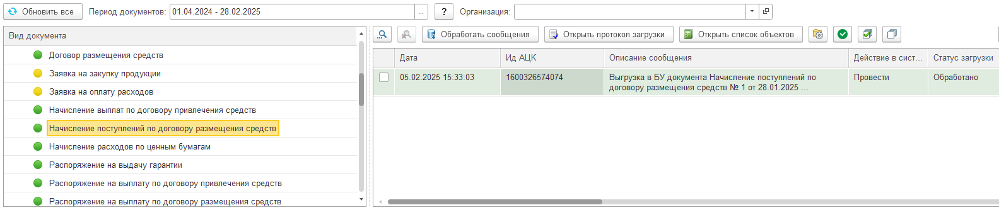 Обновить все Период документов: 01.04.2024 - 28.02.2025 ... ? Организация:
Вид документа
Договор размещения средств
Заявка на закупку продукции
Заявка на оплату расходов
Начисление выплат по договору привлечения средств
Начисление поступлений по договору размещения средств
Начисление расходов по ценным бумагам
Распоряжение на выдачу гарантии
Распоряжение на выплату по договору привлечения средств
Распоряжение на выплату по договору размещения средств
Обработать сообщения Открыть протокол загрузки Открыть список объектов
Дата Ид АЦК Описание сообщения Действие в сист... Статус загрузки
05.02.2025 15:33:03 1600326574074 Выгрузка в БУ документа Начисление поступлений по Провести Обработано
договору размещения средств № 1 от 28.01.2025 ...